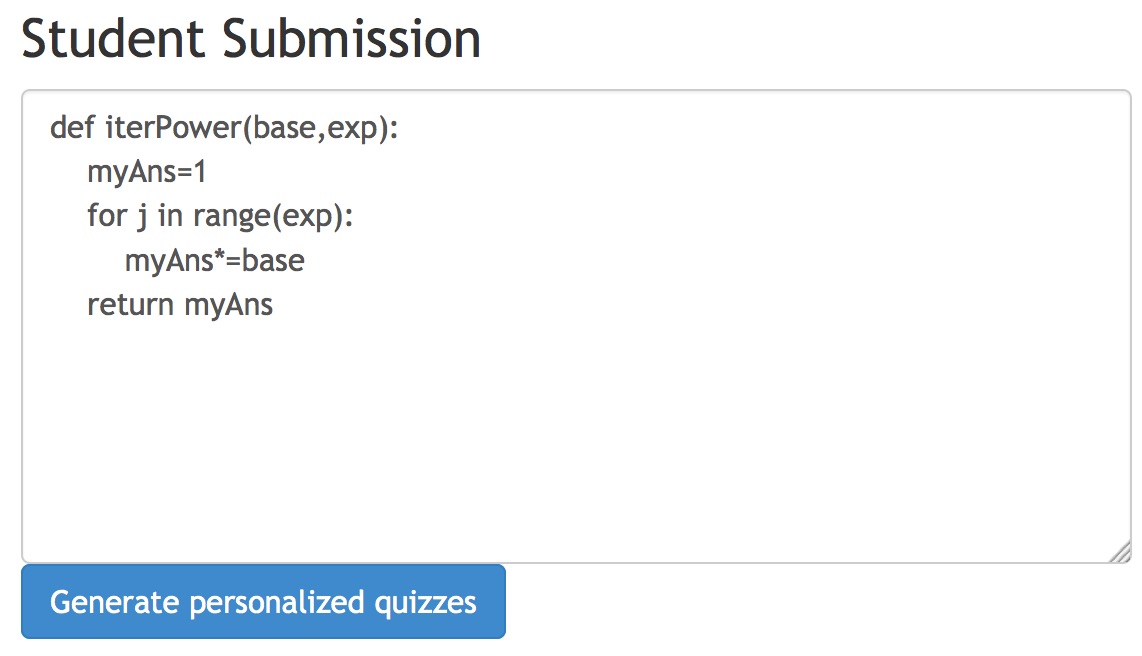 Student Submission
def iterPower(base,exp):
myAns=1
for j in range(exp):
myAns*=base
return myAns
Generate personalized quizzes